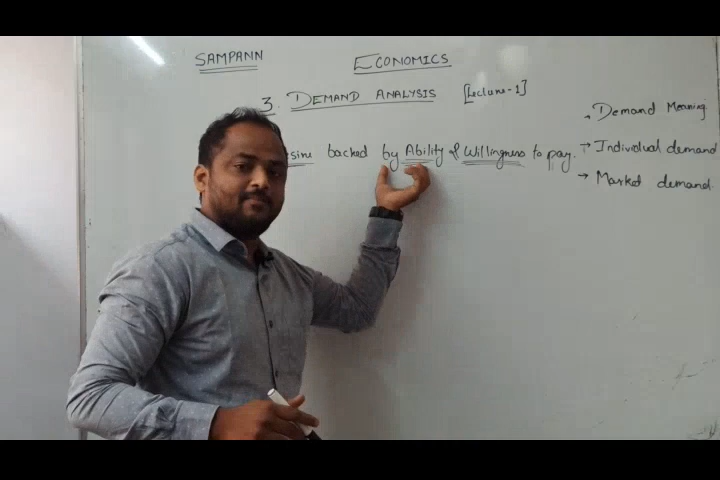 SAMPANN ECONOMICS
3. DEMAND ANALYSIS [Lecture-1]
backed by Ability & Willingness to pay.
→ Demand Meaning
→ Individual demand
→ Market demand.